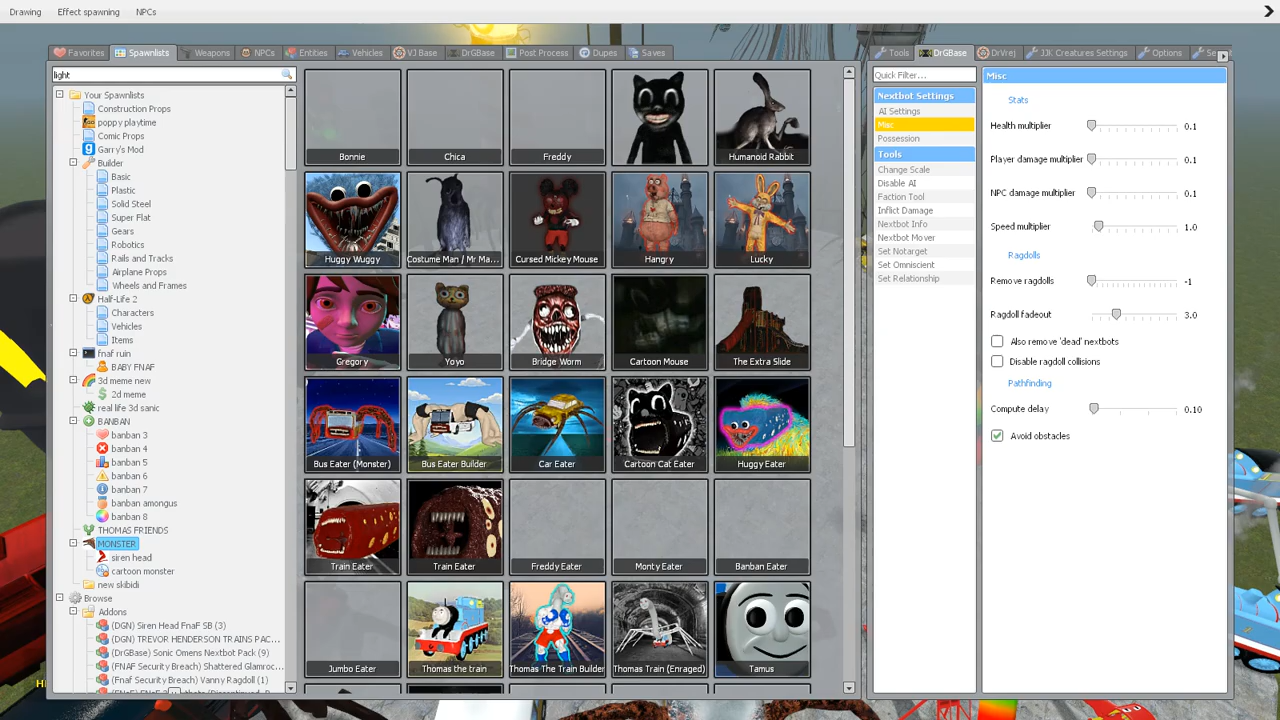 Drawing
Effect spawning
NPCs
Favorites
Spawnlists
Weapons
NPCs
Entities
Vehicles
VJ Base
DrGBase
Post Process
Dupes
Saves
light
Your Spawnlists
Construction Props
poppy playtime
Comic Props
Garry's Mod
Builder
Basic
Plastic
Solid Steel
Super Flat
Gears
Robotics
Rails and Tracks
Airplane Props
Wheels and Frames
Half-Life 2
Characters
Vehicles
Items
fnaf ruin
BABY FNAF
3d meme new
2d meme
real life 3d sanic
BANBAN
banban 3
banban 4
banban 5
banban 6
banban 7
banban amongus
banban 8
THOMAS FRIENDS
MONSTER
siren head
cartoon monster
new skibidi
Browse
Addons
(DGN) Siren Head FnaF SB (3)
(DGN) TREVOR HENDERSON TRAINS PAC...
(DrGBase) Sonic Omens Nextbot Pack (9)
(FNAF Security Breach) Shattered Glamroc...
(Fnaf Security Breach) Vanny Ragdoll (1)
Bonnie
Chica
Freddy
Humanoid Rabbit
Huggy Wuggy
Costume Man / Mr Ma...
Cursed Mickey Mouse
Hangry
Lucky
Gregory
Yoyo
Bridge Worm
Cartoon Mouse
The Extra Slide
Bus Eater (Monster)
Bus Eater Builder
Car Eater
Cartoon Cat Eater
Huggy Eater
Train Eater
Train Eater
Freddy Eater
Monty Eater
Banban Eater
Jumbo Eater
Thomas the train
Thomas The Train Builder
Thomas Train (Enraged)
Tamus
Tools
DrGBase
DrVrej
JJK Creatures Settings
Options
Se
Quick Filter...
Nextbot Settings
AI Settings
Misc
Possession
Tools
Change Scale
Disable AI
Faction Tool
Inflict Damage
Nextbot Info
Nextbot Mover
Set Notarget
Set Omniscient
Set Relationship
Misc
Stats
Health multiplier 0.1
Player damage multiplier 0.1
NPC damage multiplier 0.1
Speed multiplier 1.0
Ragdolls
Remove ragdolls -1
Ragdoll fadeout 3.0
Also remove 'dead' nextbots
Disable ragdoll collisions
Pathfinding
Compute delay 0.10
Avoid obstacles